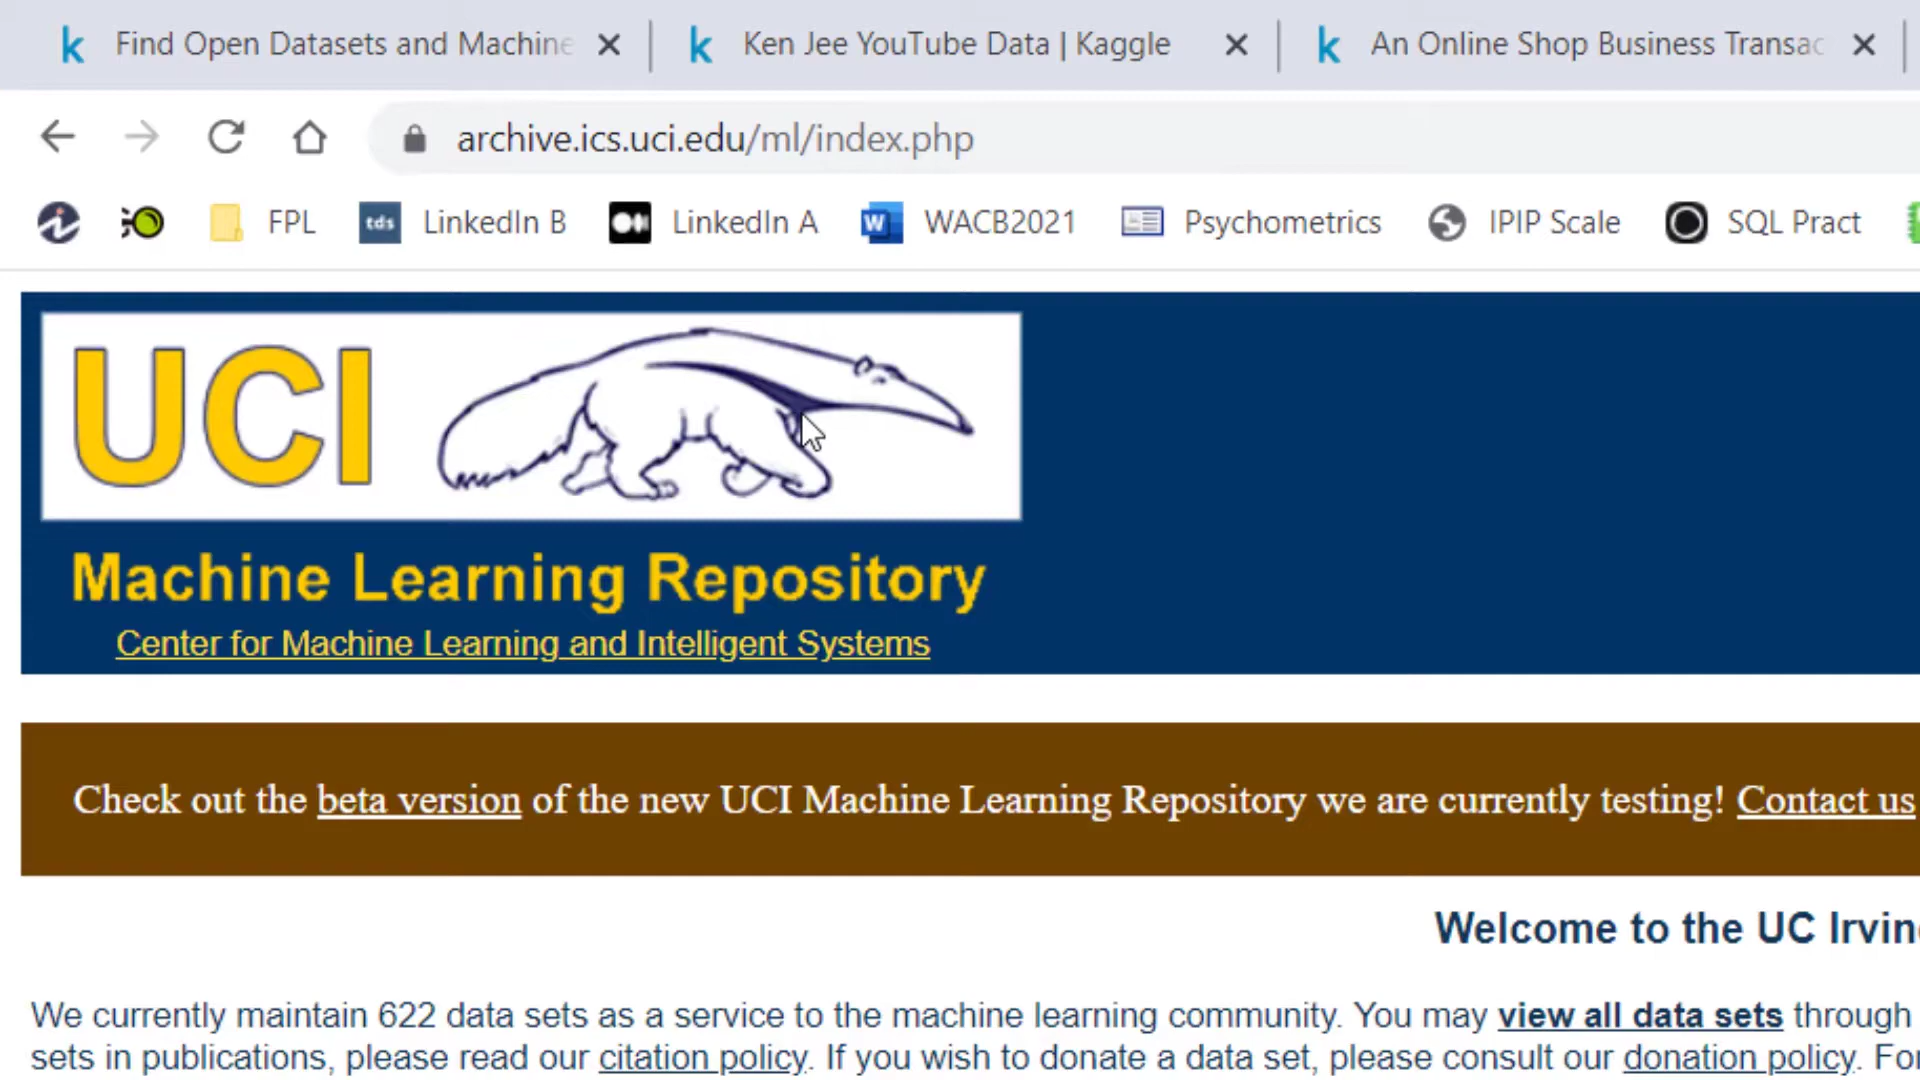 Find Open Datasets and Machine
Ken Jee YouTube Data | Kaggle
An Online Shop Business Transac
archive.ics.uci.edu/ml/index.php
FPL
tds
LinkedIn B
LinkedIn A
W
WACB2021
Psychometrics
IPIP Scale
SQL Pract
UCI
Machine Learning Repository
Center for Machine Learning and Intelligent Systems
Check out the beta version of the new UCI Machine Learning Repository we are currently testing! Contact us
Welcome to the UC Irvin
We currently maintain 622 data sets as a service to the machine learning community. You may view all data sets through
sets in publications, please read our citation policy. If you wish to donate a data set, please consult our donation policy. For